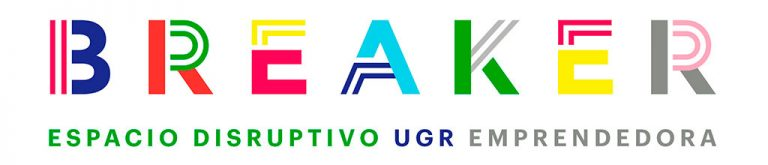 BREAKER
ESPACIO DISRUPTIVO UGR EMPRENDEDORA